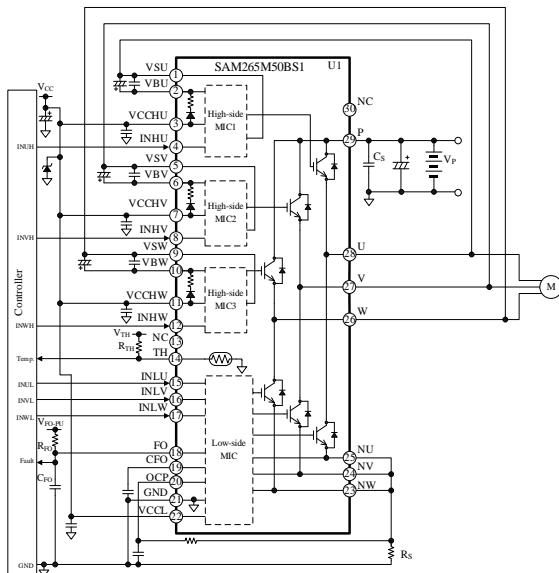 SAM265M50BS1
U1
VCC
VSU
1
VBU
2
High-side
MIC1
VCCHU
3
INUH
INHU
4
VSV
5
VBV
6
High-side
MIC2
VCCHV
7
INVH
INHV
8
VSW
9
VBW
10
High-side
MIC3
VCCHW
11
INWH
INHW
12
VTH
NC
13
RTH
Temp.
TH
14
INUL
INLU
15
INVL
INLV
16
INWL
INLW
17
VFO-PU
RFO
FO
18
Fault
CFO
CFO
19
OCP
20
GND
21
VCCL
22
Low-side
MIC
GND
Controller
NC
30
P
29
CS
VP
U
28
V
27
W
26
M
NU
25
NV
24
NW
23
RS